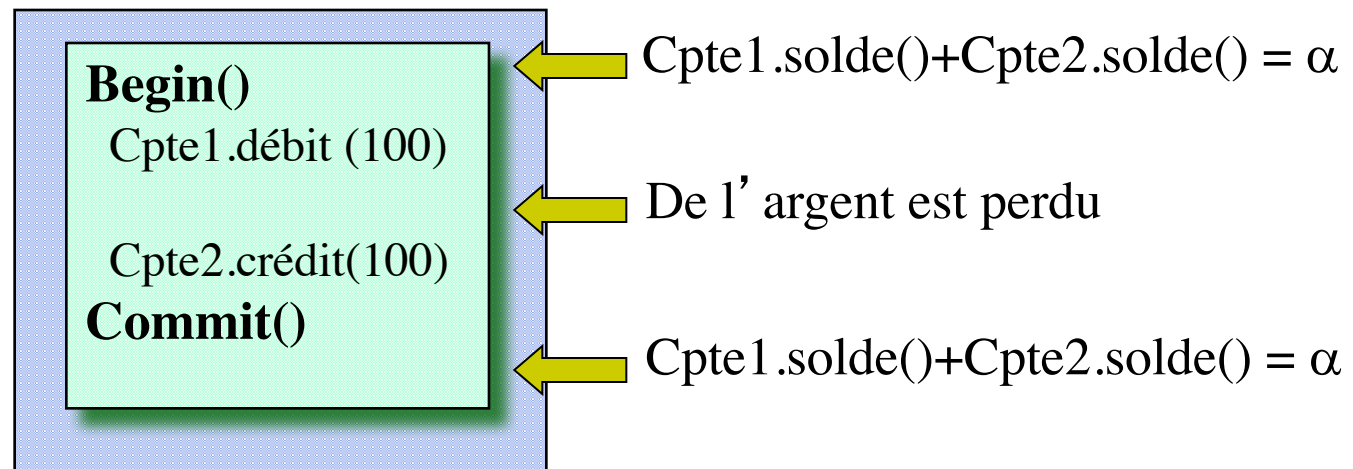 Begin()
Cpte1.débit (100)
Cpte2.crédit(100)
Commit()
Cpte1.solde()+Cpte2.solde() = α
De l’ argent est perdu
Cpte1.solde()+Cpte2.solde() = α